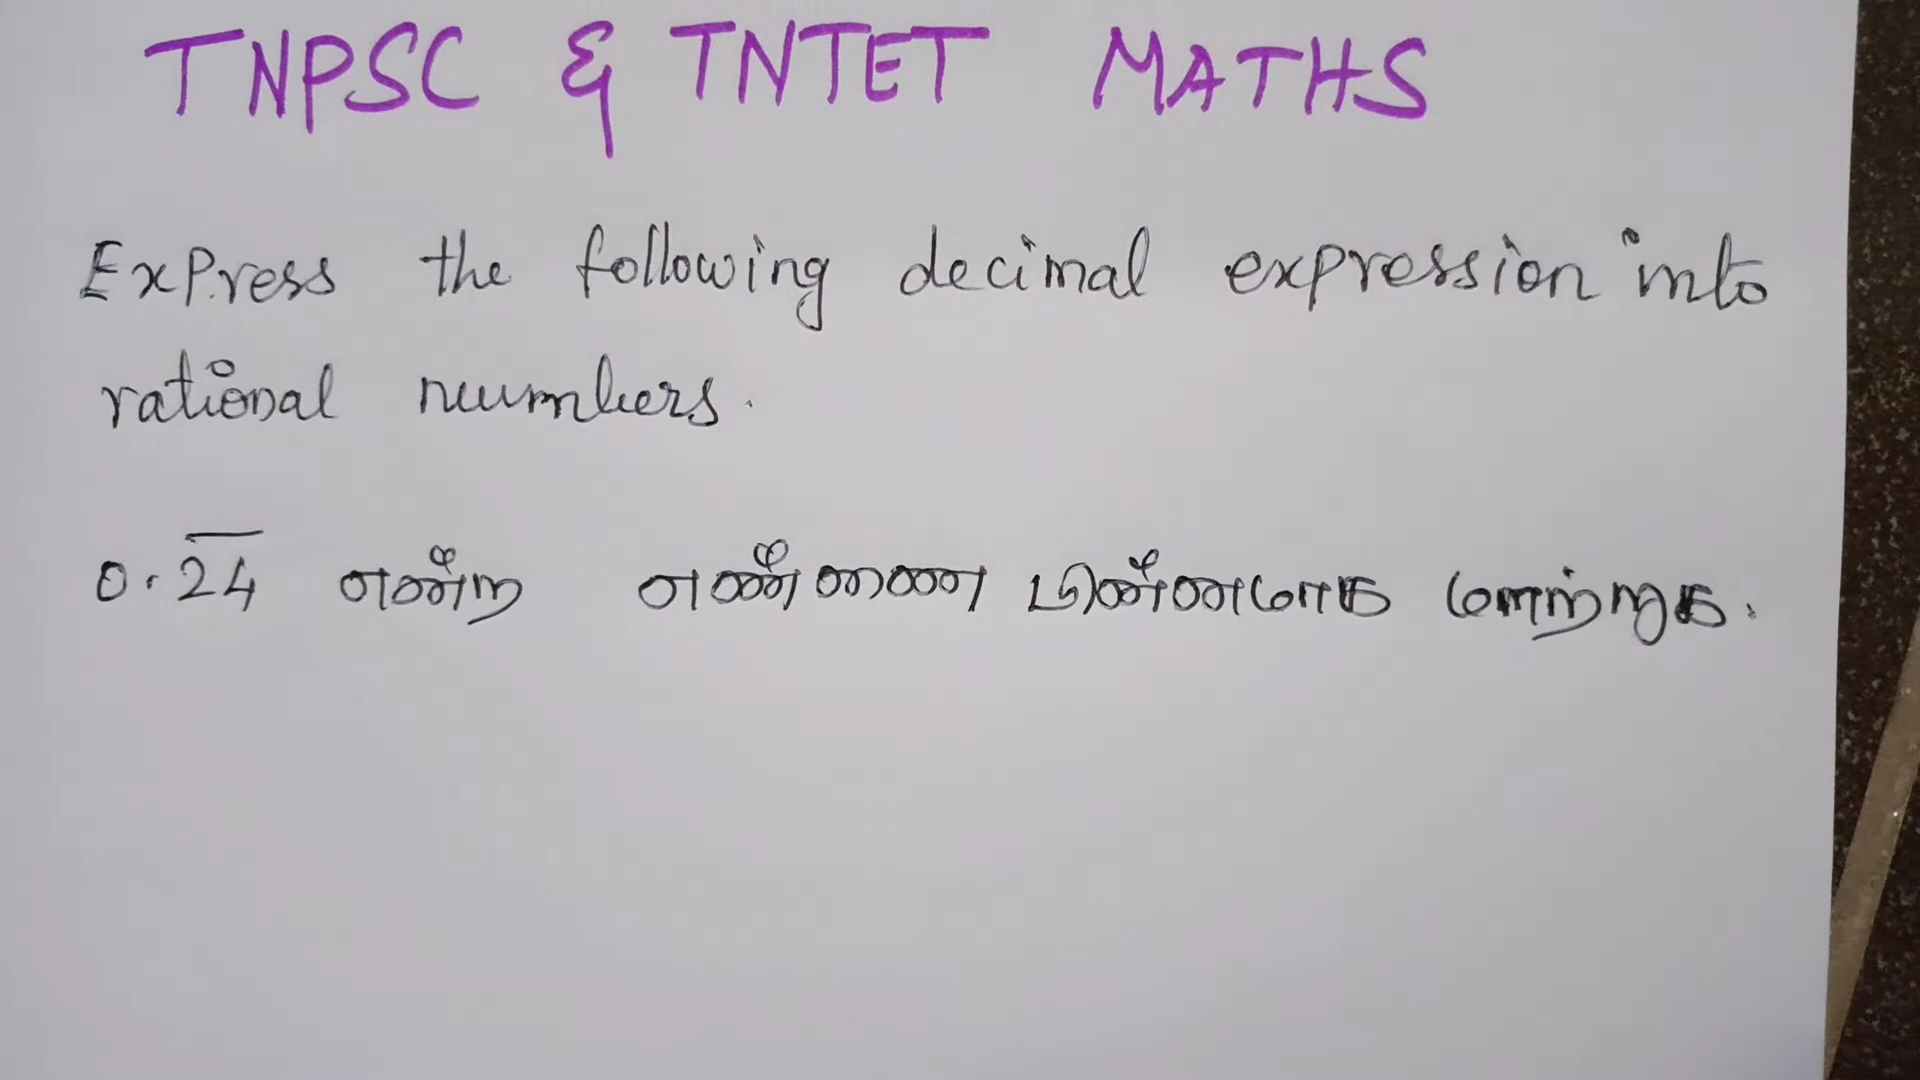 TNPSC & TNTET MATHS
Express the following decimal expression into
rational numbers.
0.2̅4̅ என்ற எண்ணை பின்னமாக மாற்றுக.